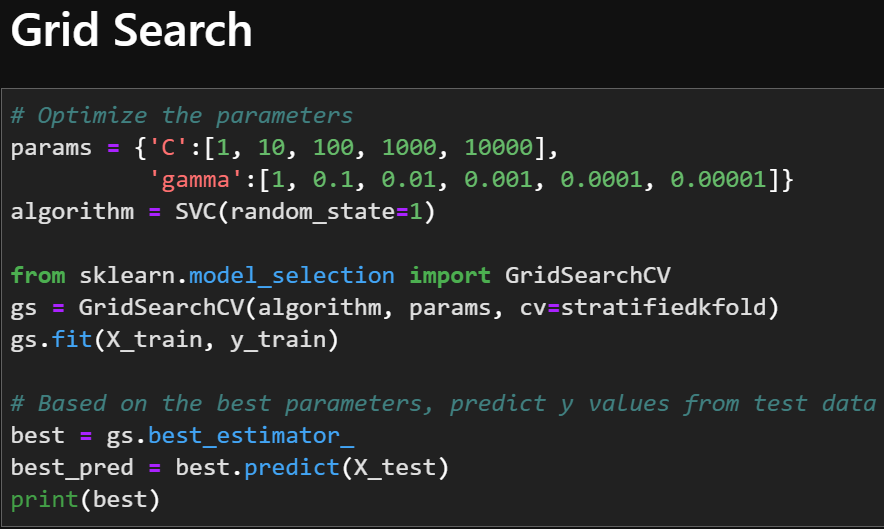 Grid Search
# Optimize the parameters
params = {'C':[1, 10, 100, 1000, 10000],
'gamma':[1, 0.1, 0.01, 0.001, 0.0001, 0.00001]}
algorithm = SVC(random_state=1)
from sklearn.model_selection import GridSearchCV
gs = GridSearchCV(algorithm, params, cv=stratifiedkfold)
gs.fit(X_train, y_train)
# Based on the best parameters, predict y values from test data
best = gs.best_estimator_
best_pred = best.predict(X_test)
print(best)